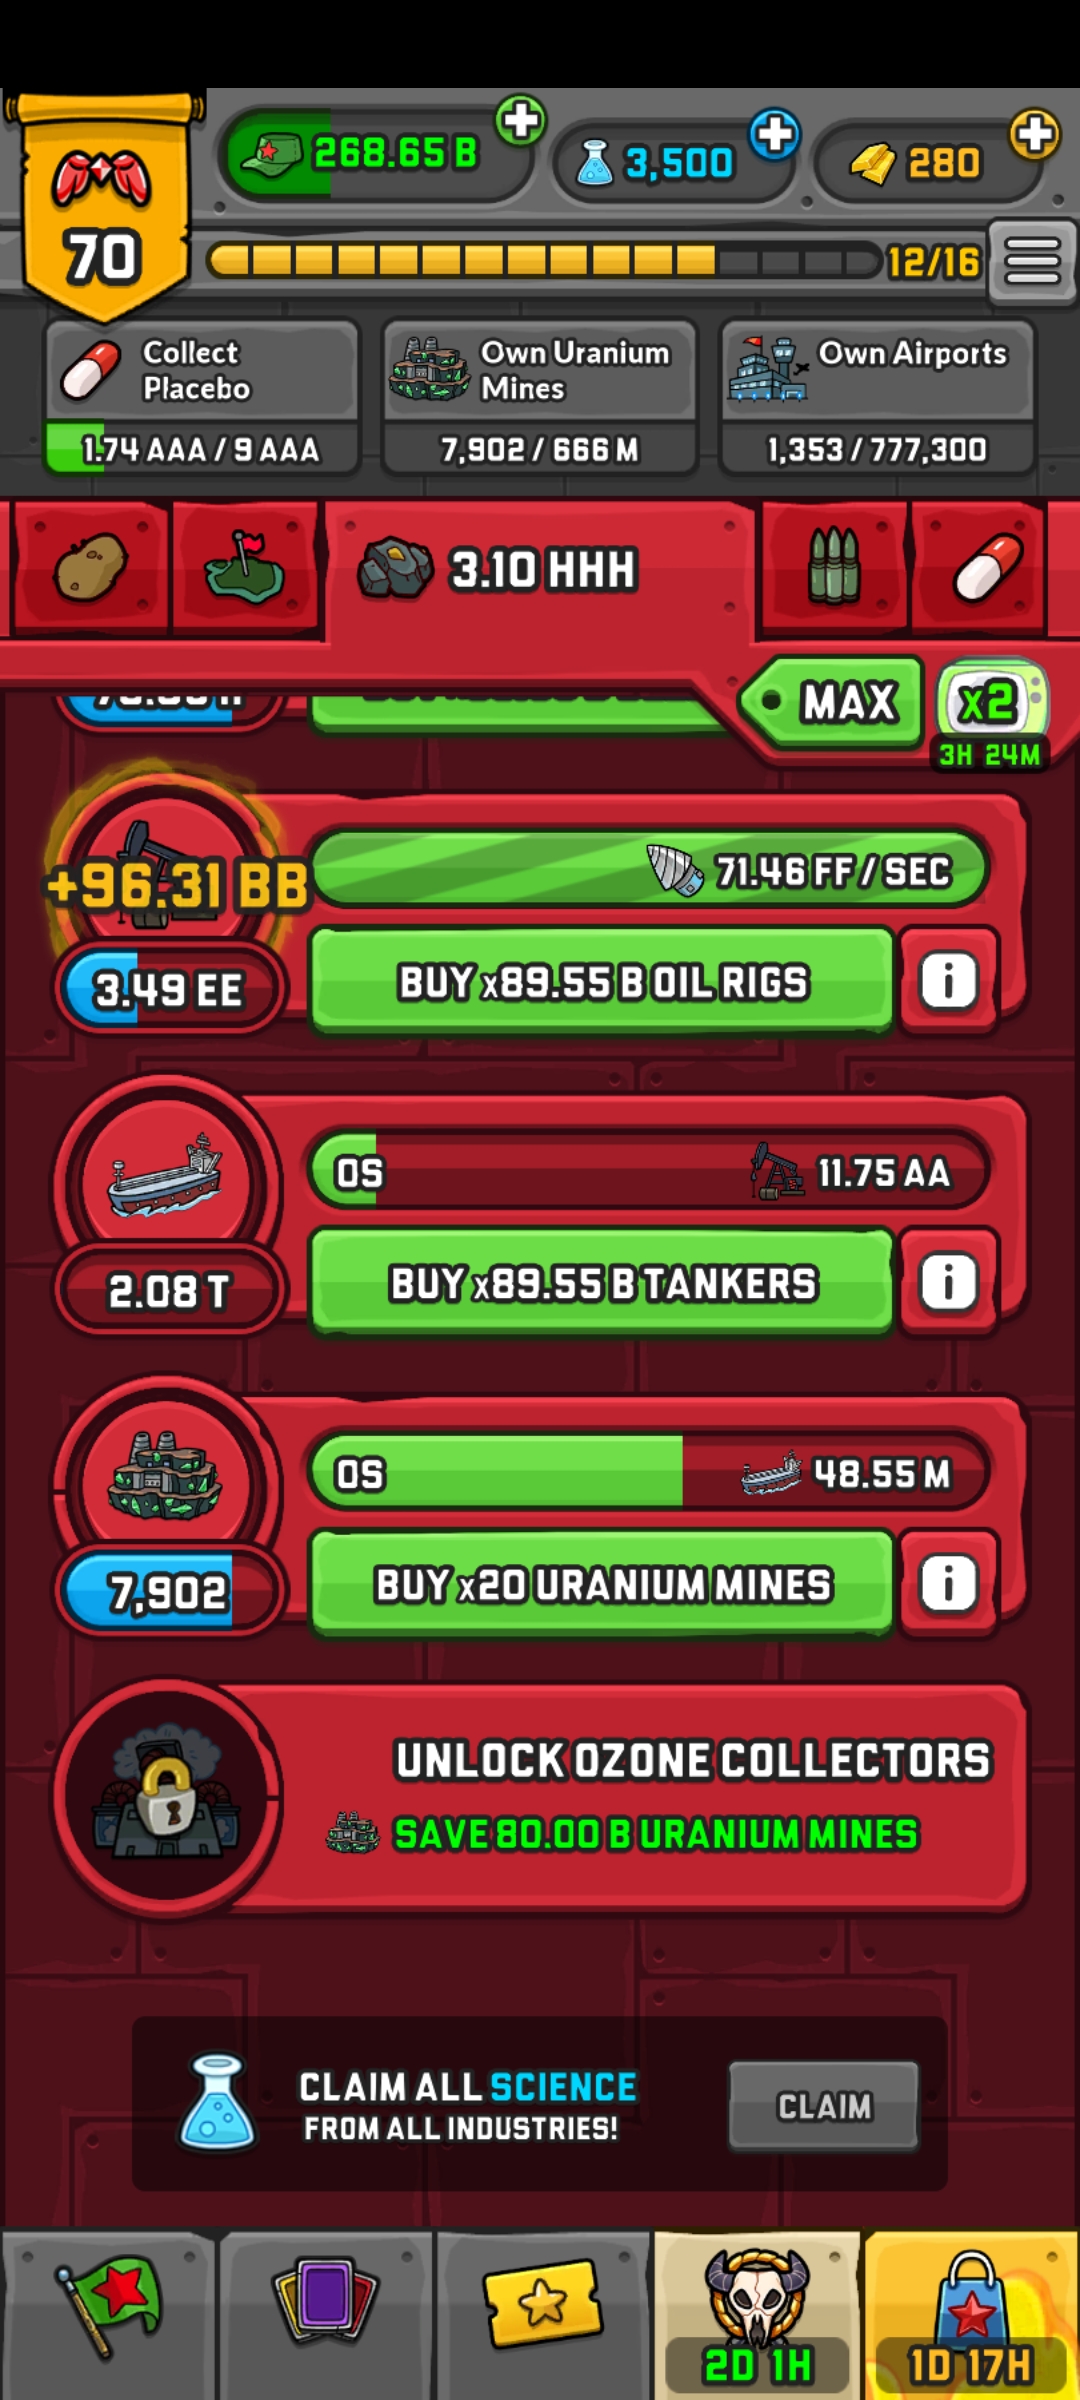 268.65 B
3,500
280
70
12/16
Collect
Placebo
1.74 AAA / 9 AAA
Own Uranium
Mines
7,902 / 666 M
Own Airports
1,353 / 777,300
3.10 HHH
MAX
x2
3H 24M
+96.31 BB
71.46 FF / SEC
3.49 EE
BUY x89.55 B OIL RIGS
i
0S
11.75 AA
2.08 T
BUY x89.55 B TANKERS
i
0S
48.55 M
7,902
BUY x20 URANIUM MINES
i
UNLOCK OZONE COLLECTORS
SAVE 80.00 B URANIUM MINES
CLAIM ALL SCIENCE
FROM ALL INDUSTRIES!
CLAIM
2D 1H
1D 17H